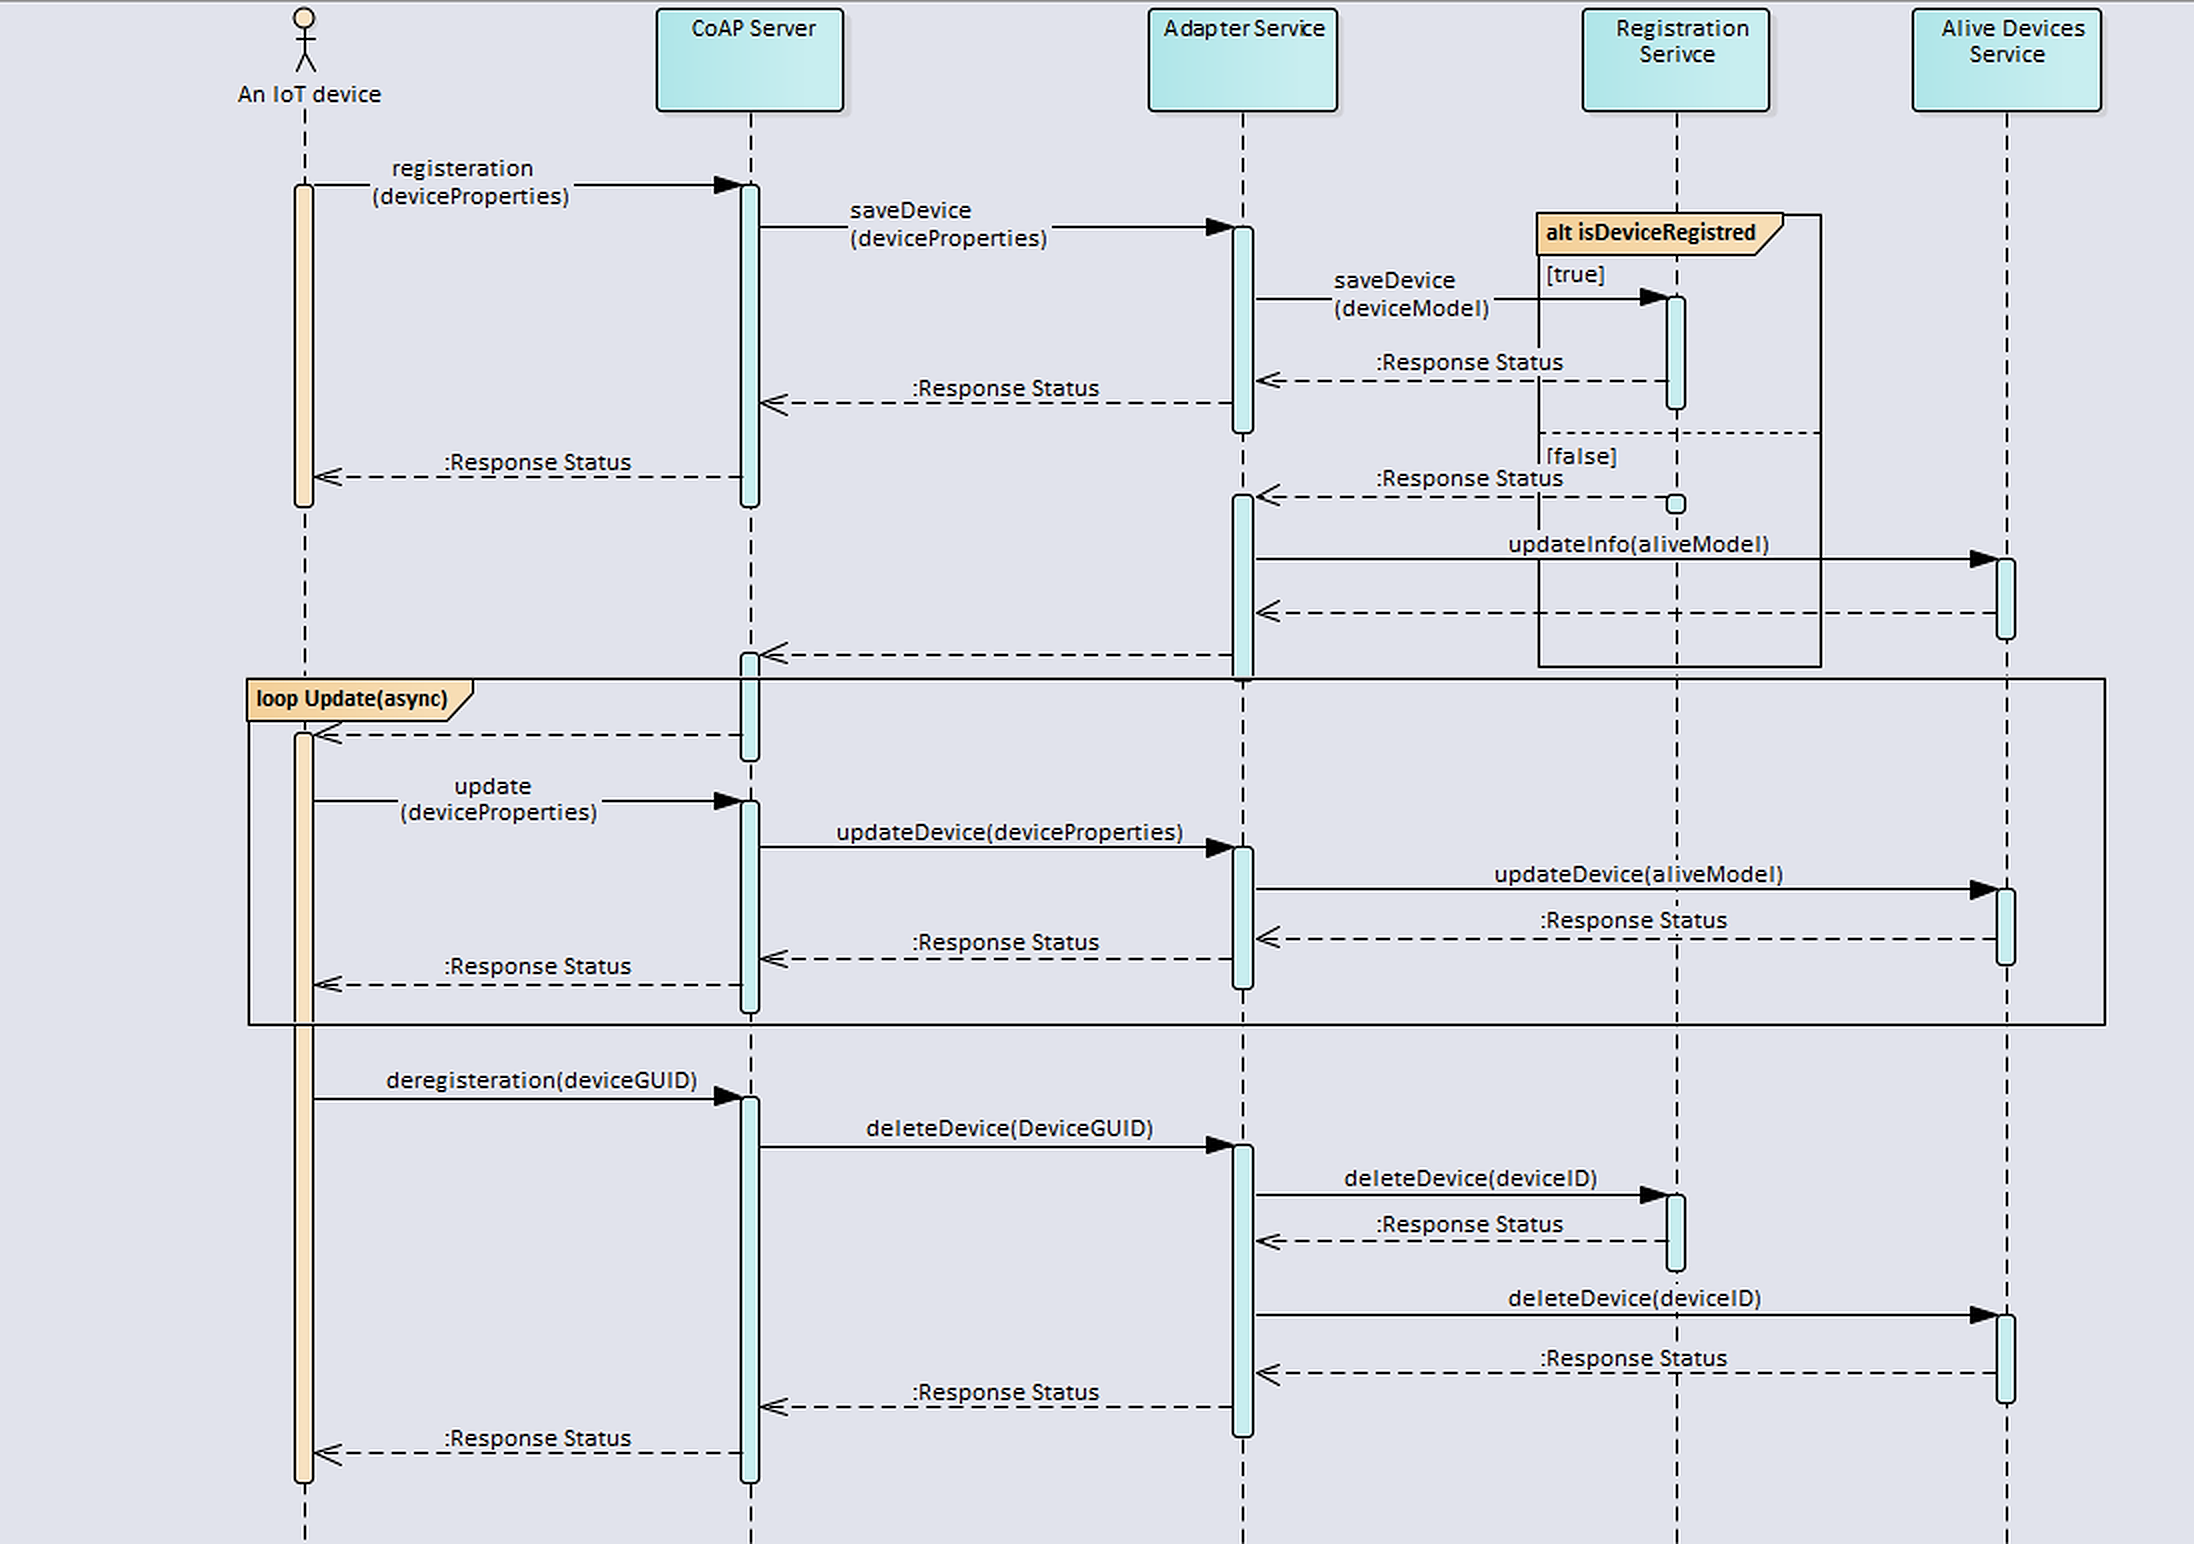 An IoT device
CoAP Server
Adapter Service
Registration
Serivce
Alive Devices
Service
registeration
(deviceProperties)
saveDevice
(deviceProperties)
alt isDeviceRegistred
[true]
saveDevice
(deviceModel)
:Response Status
:Response Status
:Response Status
[false]
:Response Status
updateInfo(aliveModel)
loop Update(async)
update
(deviceProperties)
updateDevice(deviceProperties)
updateDevice(aliveModel)
:Response Status
:Response Status
:Response Status
deregisteration(deviceGUID)
deleteDevice(DeviceGUID)
deleteDevice(deviceID)
:Response Status
deleteDevice(deviceID)
:Response Status
:Response Status
:Response Status